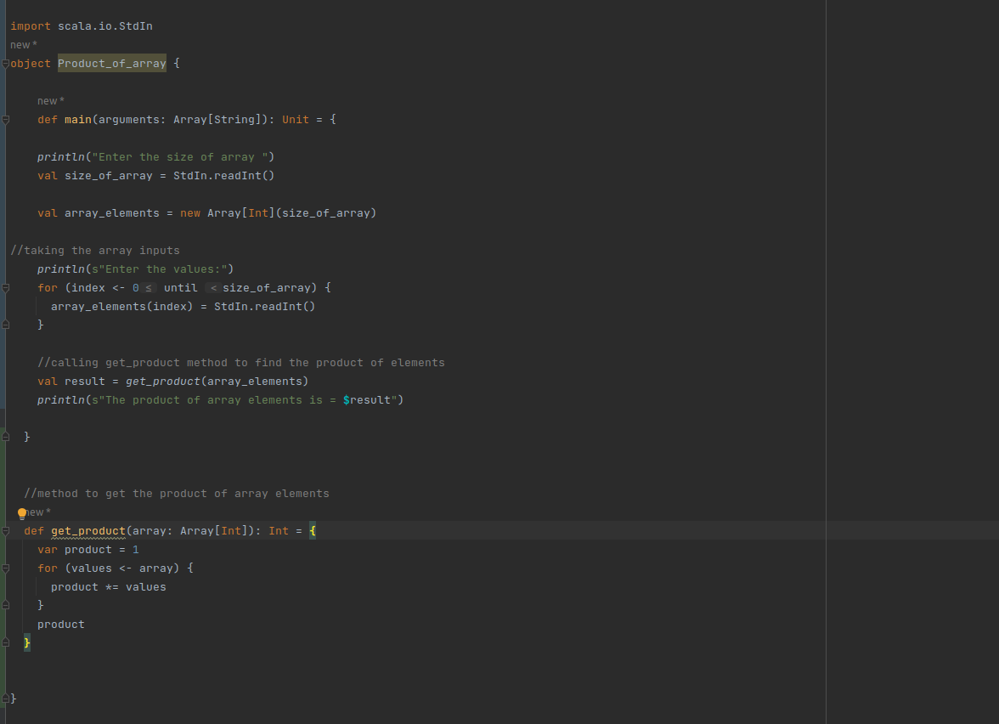 import scala.io.StdIn
new *
object Product_of_array {
new *
def main(arguments: Array[String]): Unit = {
println("Enter the size of array ")
val size_of_array = StdIn.readInt()
val array_elements = new Array[Int](size_of_array)
//taking the array inputs
println(s"Enter the values:")
for (index <- 0 ≤ until < size_of_array) {
array_elements(index) = StdIn.readInt()
}
//calling get_product method to find the product of elements
val result = get_product(array_elements)
println(s"The product of array elements is = $result")
}
//method to get the product of array elements
new *
def get_product(array: Array[Int]): Int = {
var product = 1
for (values <- array) {
product *= values
}
product
}
}